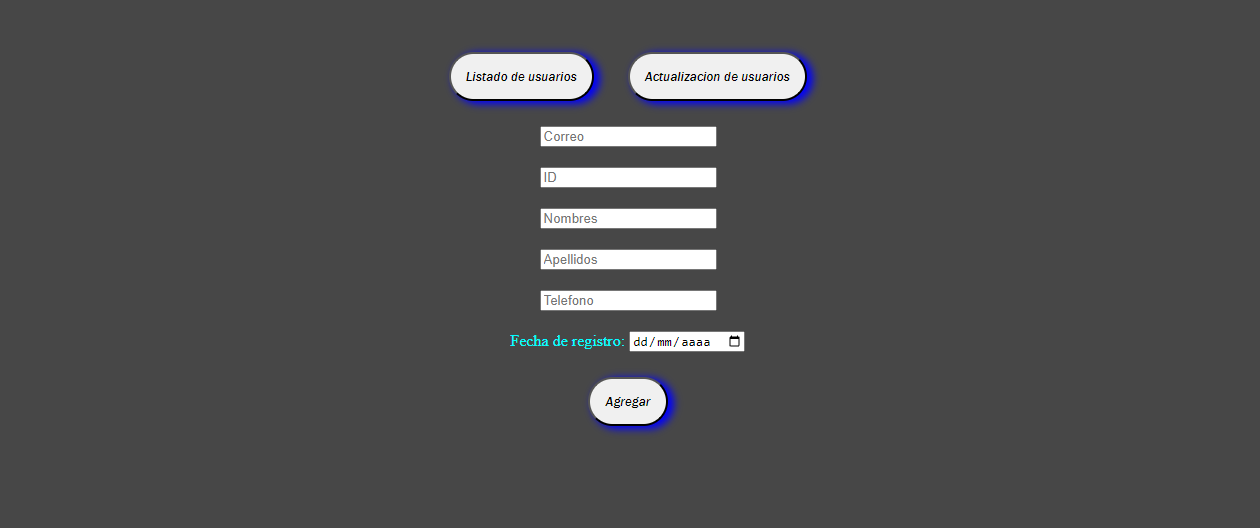 Listado de usuarios Actualizacion de usuarios
Correo
ID
Nombres
Apellidos
Telefono
Fecha de registro: dd/mm/aaaa
Agregar